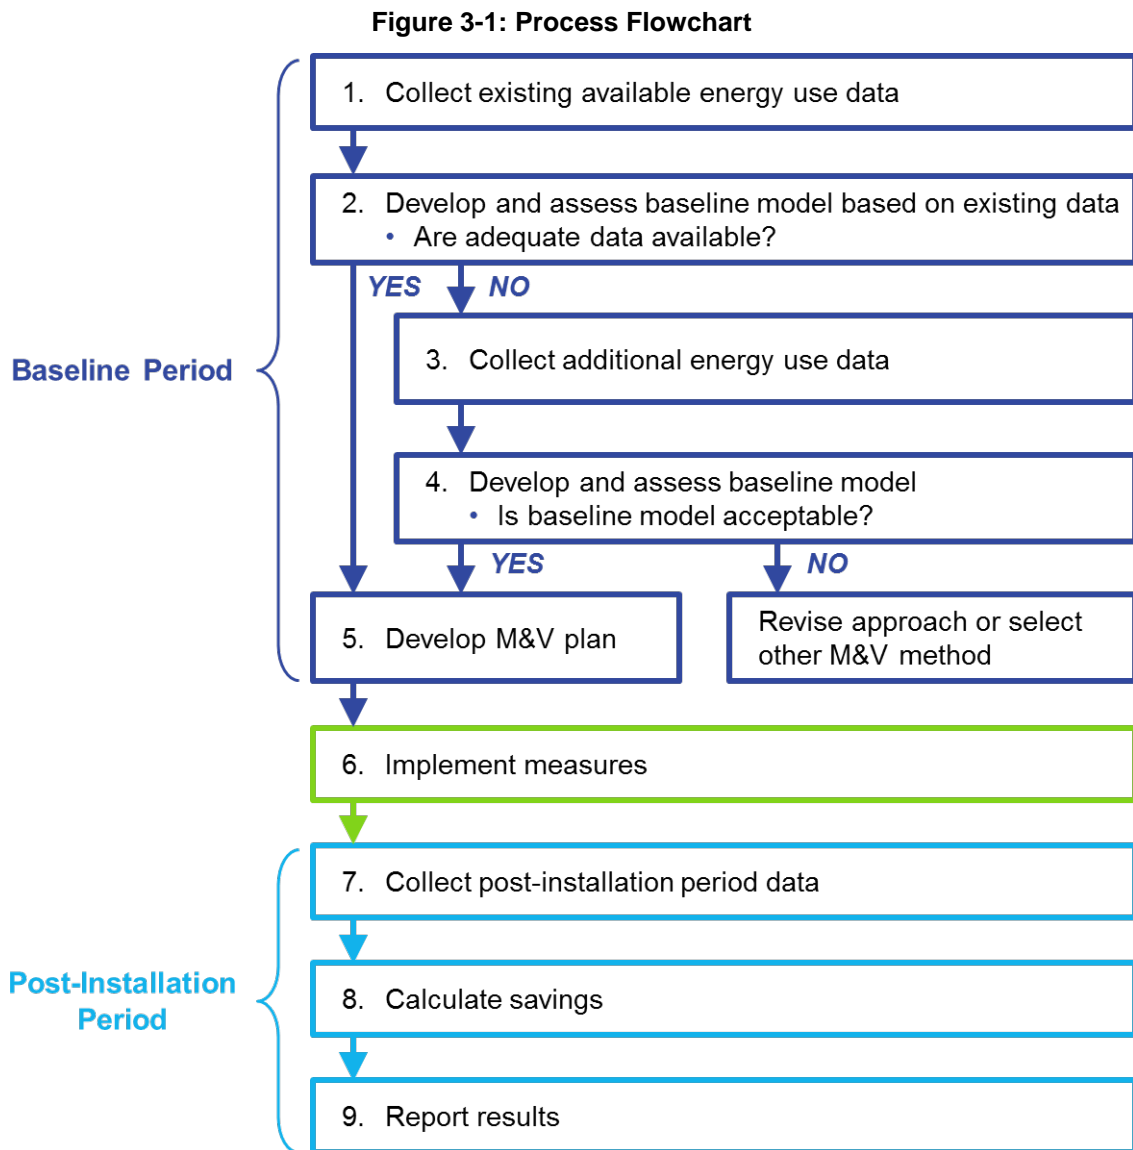 Figure 3-1: Process Flowchart
1. Collect existing available energy use data
2. Develop and assess baseline model based on existing data
• Are adequate data available?
YES NO
3. Collect additional energy use data
Baseline Period
4. Develop and assess baseline model
• Is baseline model acceptable?
YES NO
5. Develop M&V plan
Revise approach or select
other M&V method
6. Implement measures
7. Collect post-installation period data
Post-Installation
Period
8. Calculate savings
9. Report results